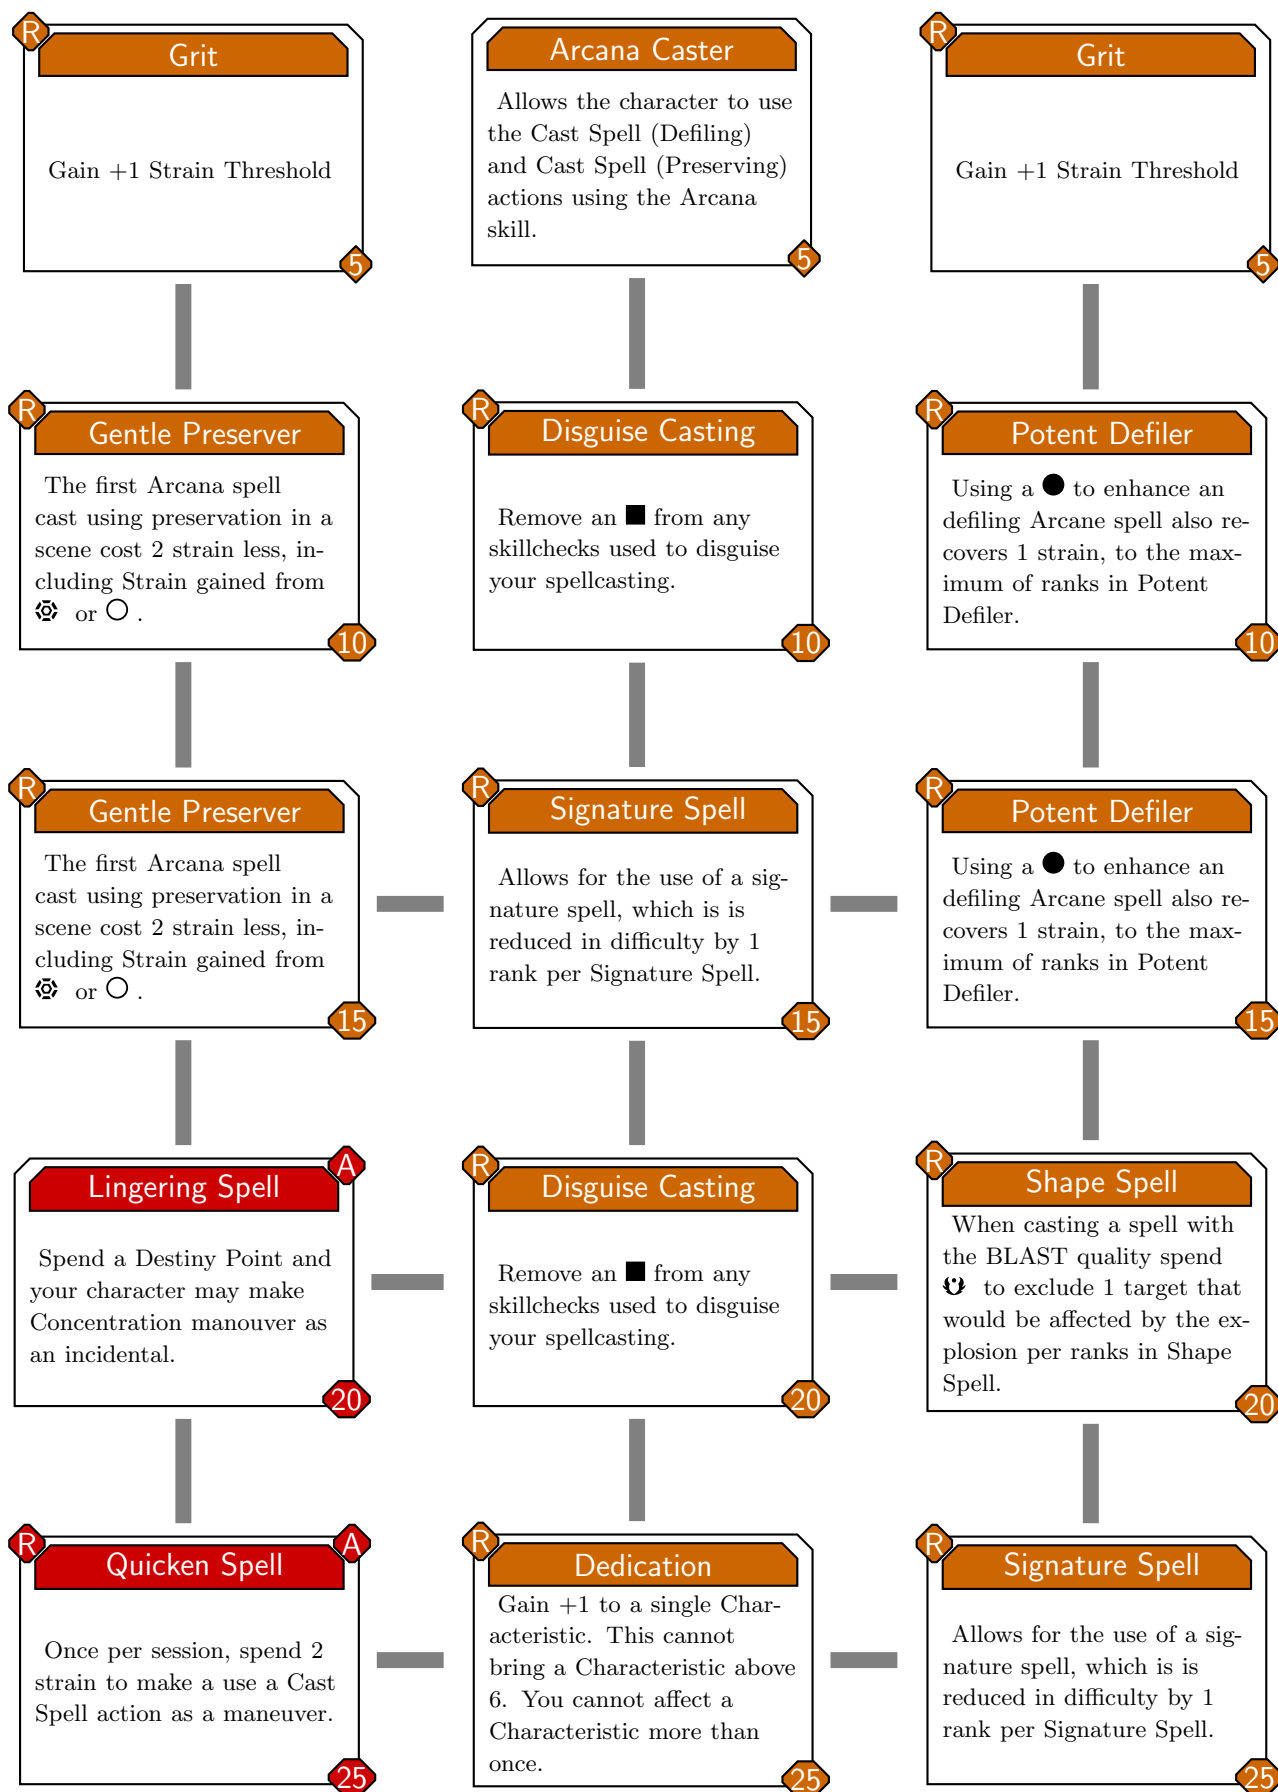 R
Grit
Gain +1 Strain Threshold
5
Arcana Caster
Allows the character to use
the Cast Spell (Defiling)
and Cast Spell (Preserving)
actions using the Arcana
skill.
5
R
Grit
Gain +1 Strain Threshold
5
R
Gentle Preserver
The first Arcana spell
cast using preservation in a
scene cost 2 strain less, in-
cluding Strain gained from
or .
10
R
Disguise Casting
Remove an ■ from any
skillchecks used to disguise
your spellcasting.
10
R
Potent Defiler
Using a ● to enhance an
defiling Arcane spell also re-
covers 1 strain, to the max-
imum of ranks in Potent
Defiler.
10
R
Gentle Preserver
The first Arcana spell
cast using preservation in a
scene cost 2 strain less, in-
cluding Strain gained from
or .
15
R
Signature Spell
Allows for the use of a sig-
nature spell, which is is
reduced in difficulty by 1
rank per Signature Spell.
15
R
Potent Defiler
Using a ● to enhance an
defiling Arcane spell also re-
covers 1 strain, to the max-
imum of ranks in Potent
Defiler.
15
A
Lingering Spell
Spend a Destiny Point and
your character may make
Concentration manouver as
an incidental.
20
R
Disguise Casting
Remove an ■ from any
skillchecks used to disguise
your spellcasting.
20
R
Shape Spell
When casting a spell with
the BLAST quality spend
to exclude 1 target that
would be affected by the ex-
plosion per ranks in Shape
Spell.
20
R
A
Quicken Spell
Once per session, spend 2
strain to make a use a Cast
Spell action as a maneuver.
25
R
Dedication
Gain +1 to a single Char-
acteristic. This cannot
bring a Characteristic above
6. You cannot affect a
Characteristic more than
once.
25
R
Signature Spell
Allows for the use of a sig-
nature spell, which is is
reduced in difficulty by 1
rank per Signature Spell.
25